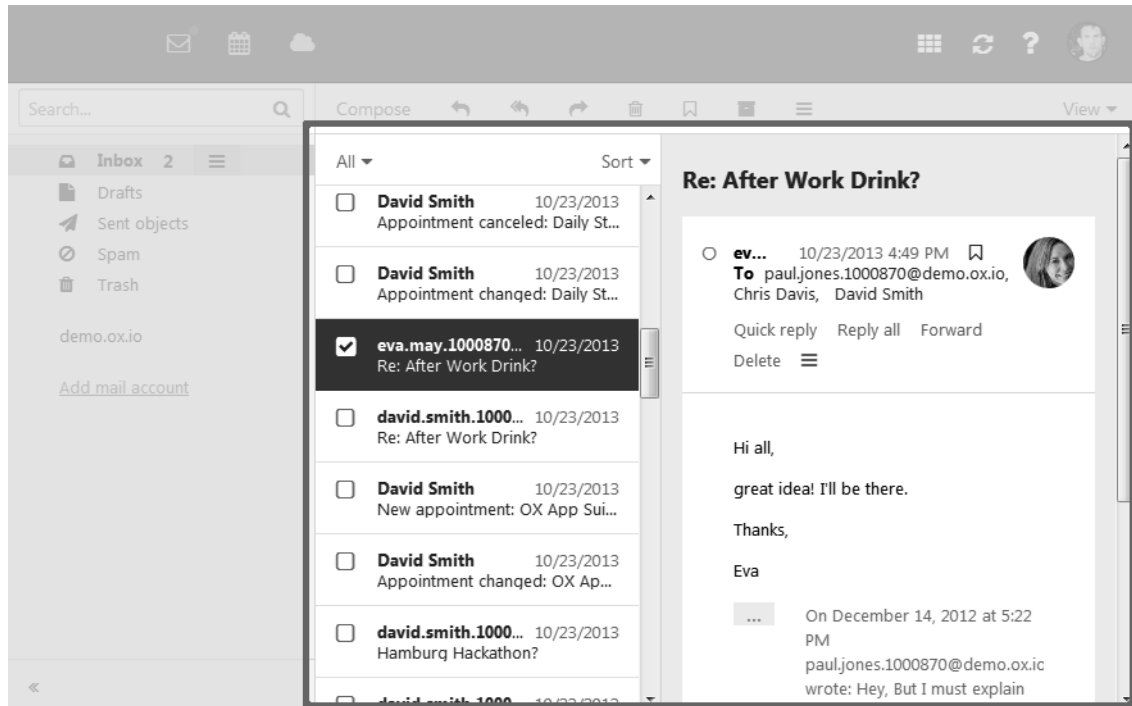 Search...
Compose
View
Inbox 2
Drafts
Sent objects
Spam
Trash
demo.ox.io
Add mail account
All Sort
David Smith 10/23/2013
Appointment canceled: Daily St...
David Smith 10/23/2013
Appointment changed: Daily St...
eva.may.1000870... 10/23/2013
Re: After Work Drink?
david.smith.1000... 10/23/2013
Re: After Work Drink?
David Smith 10/23/2013
New appointment: OX App Sui...
David Smith 10/23/2013
Appointment changed: OX Ap...
david.smith.1000... 10/23/2013
Hamburg Hackathon?
david.smith.1000... 10/23/2013
Re: After Work Drink?
ev... 10/23/2013 4:49 PM
To paul.jones.1000870@demo.ox.io,
Chris Davis, David Smith
Quick reply Reply all Forward
Delete
Hi all,
great idea! I'll be there.
Thanks,
Eva
... On December 14, 2012 at 5:22
PM
paul.jones.1000870@demo.ox.ic
wrote: Hey, But I must explain